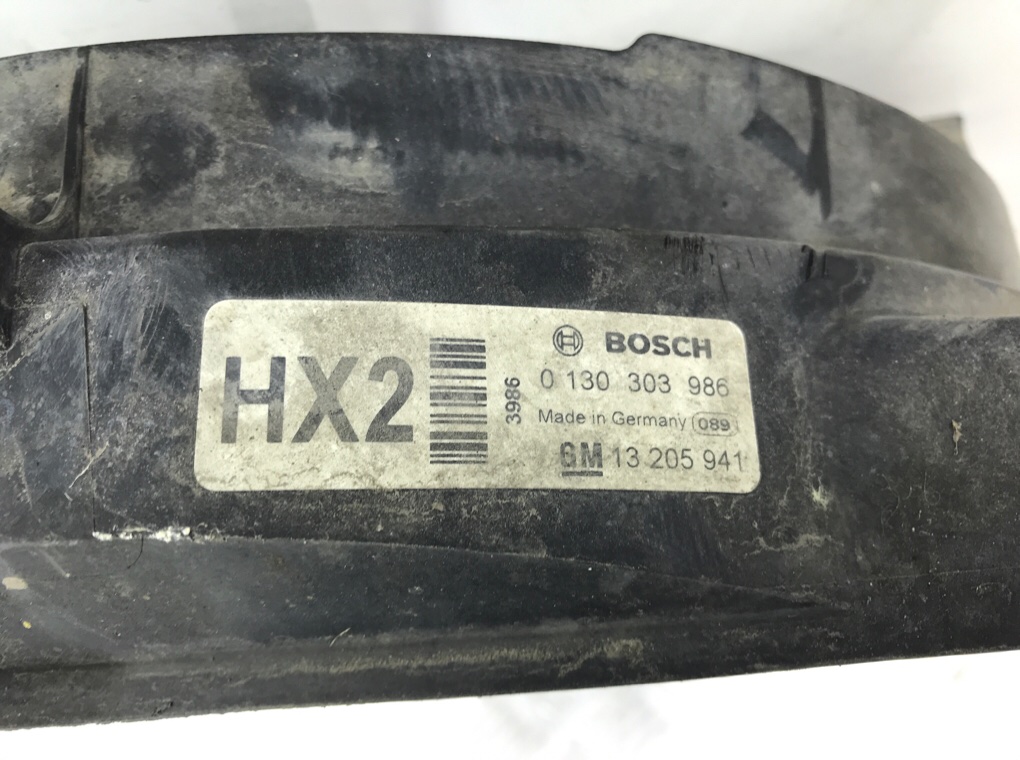 HX2
3986
BOSCH
0 130 303 986
Made in Germany 089
GM 13 205 941